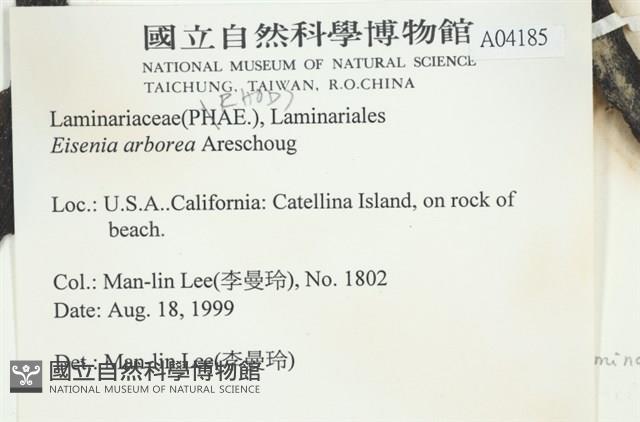 國立自然科學博物館
A04185
NATIONAL MUSEUM OF NATURAL SCIENCE
TAICHUNG, TAIWAN, R.O.CHINA
(RHOD)
Laminariaceae(PHAE.), Laminariales
Eisenia arborea Areschoug
Loc.: U.S.A..California: Catellina Island, on rock of
beach.
Col.: Man-lin Lee(李曼玲), No. 1802
Date: Aug. 18, 1999
Det.: Man-lin Lee(李曼玲)
國立自然科學博物館
NATIONAL MUSEUM OF NATURAL SCIENCE